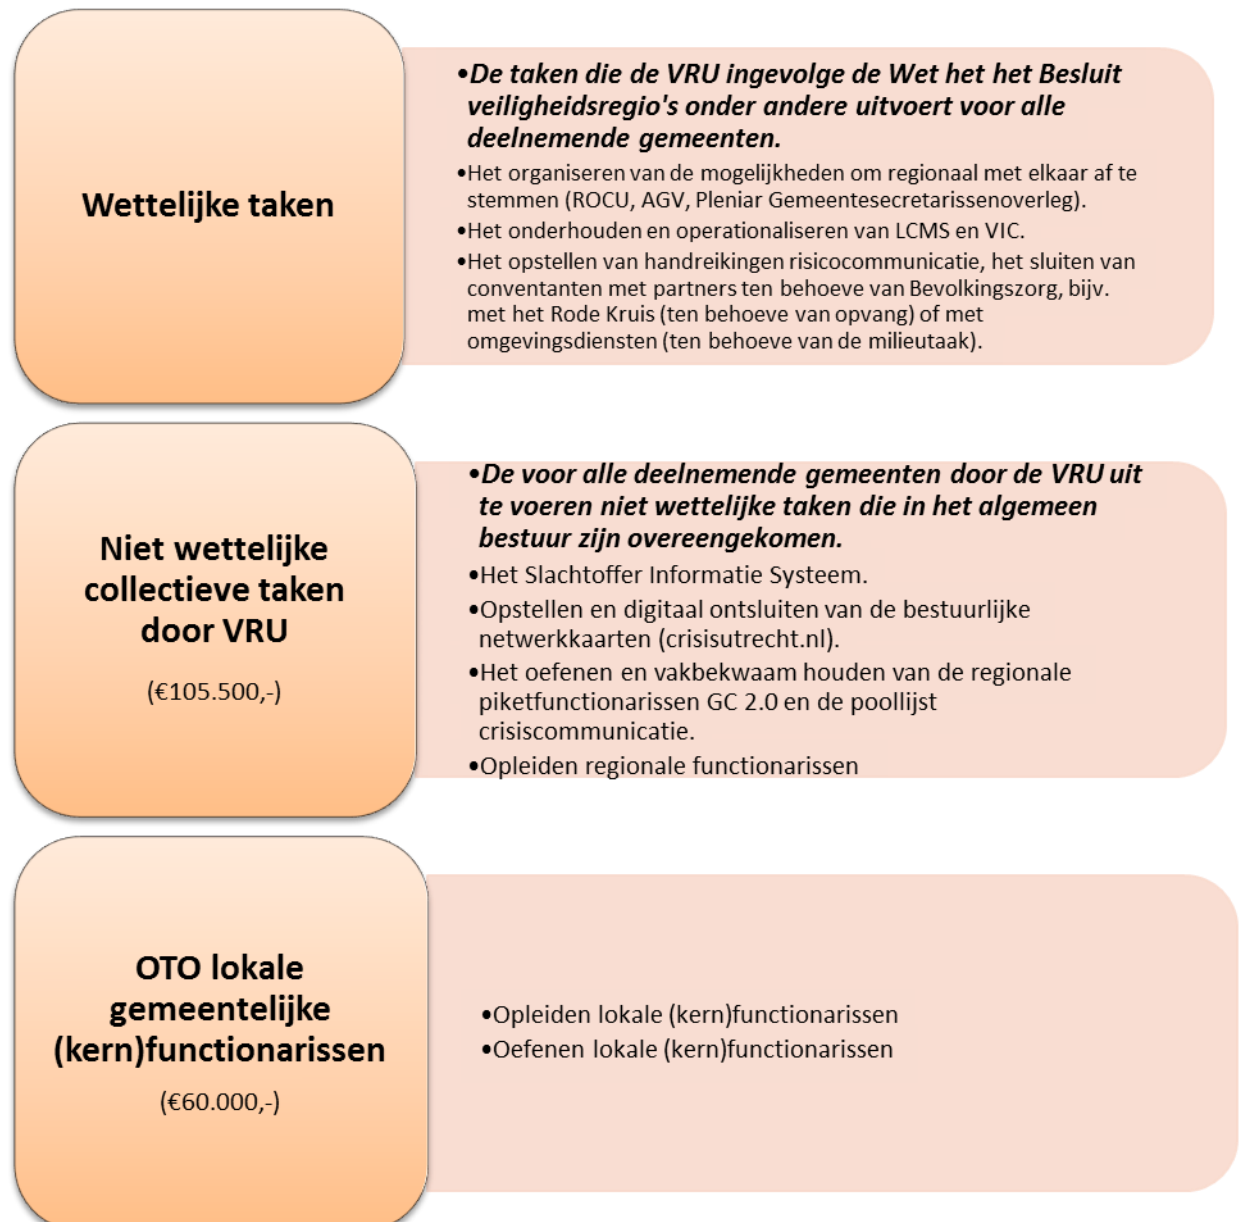 Wettelijke taken
•De taken die de VRU ingevolge de Wet het het Besluit
veiligheidsregio's onder andere uitvoert voor alle
deelnemende gemeenten.
•Het organiseren van de mogelijkheden om regionaal met elkaar af te
stemmen (ROCU, AGV, Pleniar Gemeentesecretarissenoverleg).
•Het onderhouden en operationaliseren van LCMS en VIC.
•Het opstellen van handreikingen risicocommunicatie, het sluiten van
conventanten met partners ten behoeve van Bevolkingszorg, bijv.
met het Rode Kruis (ten behoeve van opvang) of met
omgevingsdiensten (ten behoeve van de milieutaak).
Niet wettelijke
collectieve taken
door VRU
(€105.500,-)
•De voor alle deelnemende gemeenten door de VRU uit
te voeren niet wettelijke taken die in het algemeen
bestuur zijn overeengekomen.
•Het Slachtoffer Informatie Systeem.
•Opstellen en digitaal ontsluiten van de bestuurlijke
netwerkkaarten (crisisutrecht.nl).
•Het oefenen en vakbekwaam houden van de regionale
piketfunctionarissen GC 2.0 en de poollijst
crisiscommunicatie.
•Opleiden regionale functionarissen
OTO lokale
gemeentelijke
(kern)functionarissen
(€60.000,-)
•Opleiden lokale (kern)functionarissen
•Oefenen lokale (kern)functionarissen